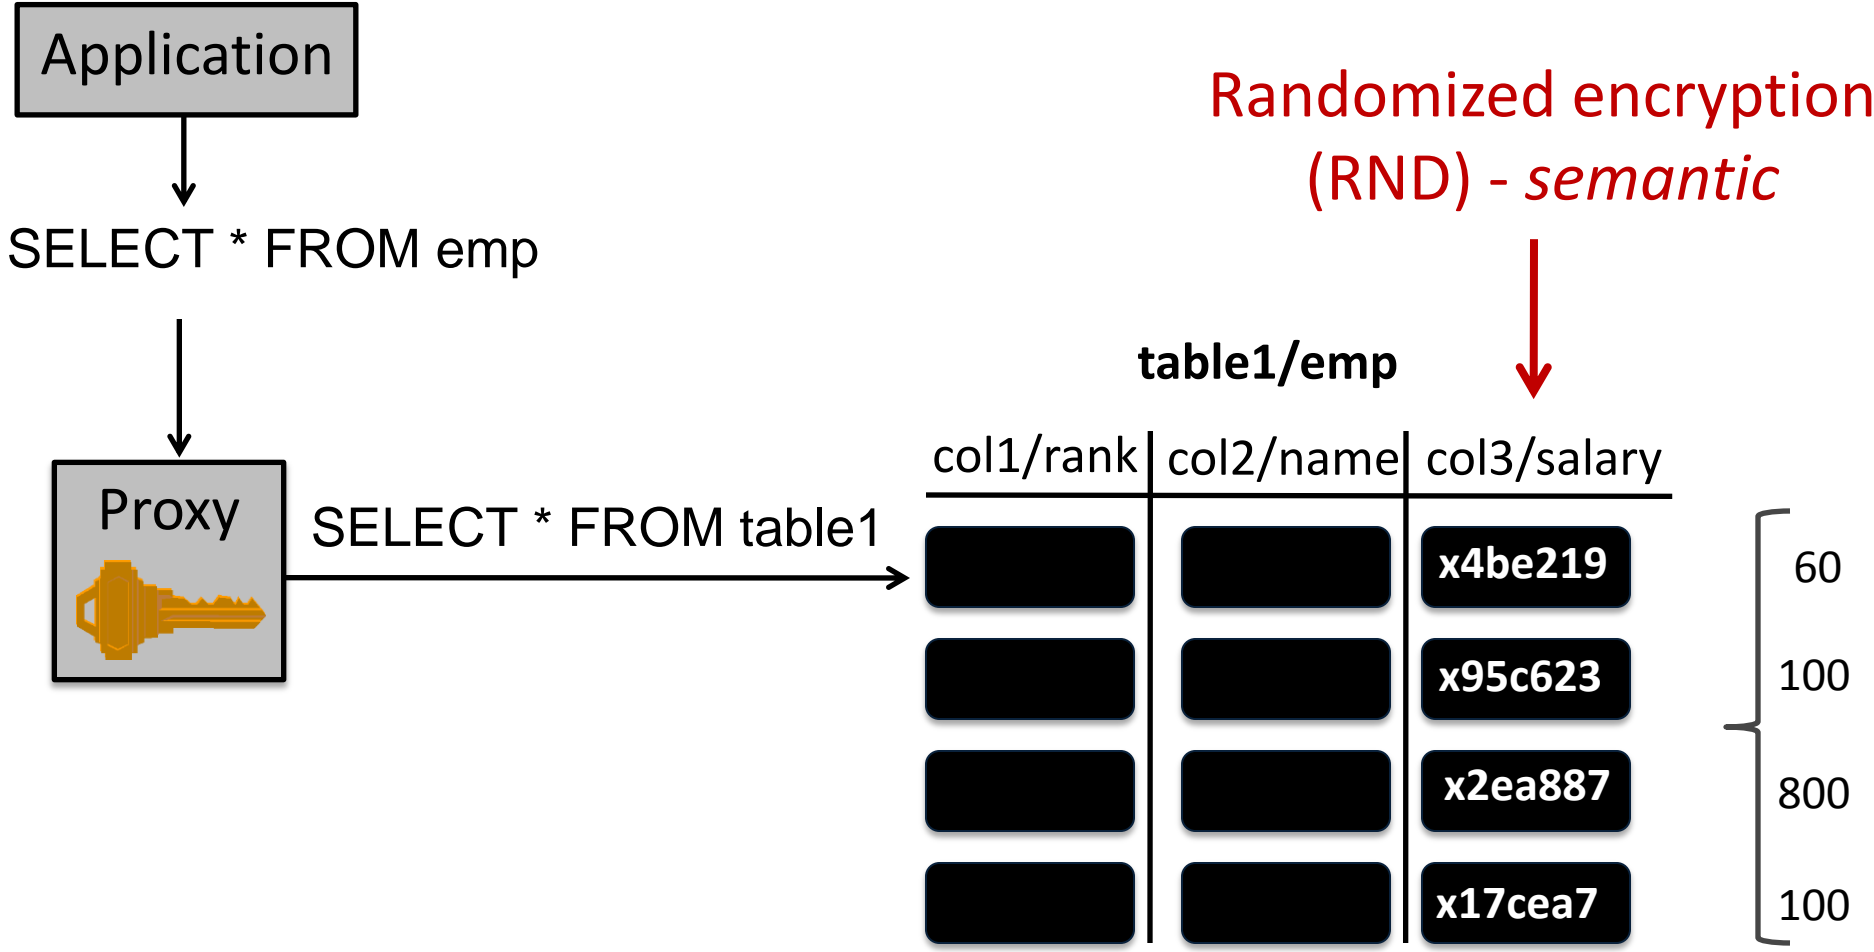 Application
SELECT * FROM emp
Proxy
SELECT * FROM table1
Randomized encryption
(RND) - semantic
table1/emp
col1/rank col2/name col3/salary
x4be219 60
x95c623 100
x2ea887 800
x17cea7 100